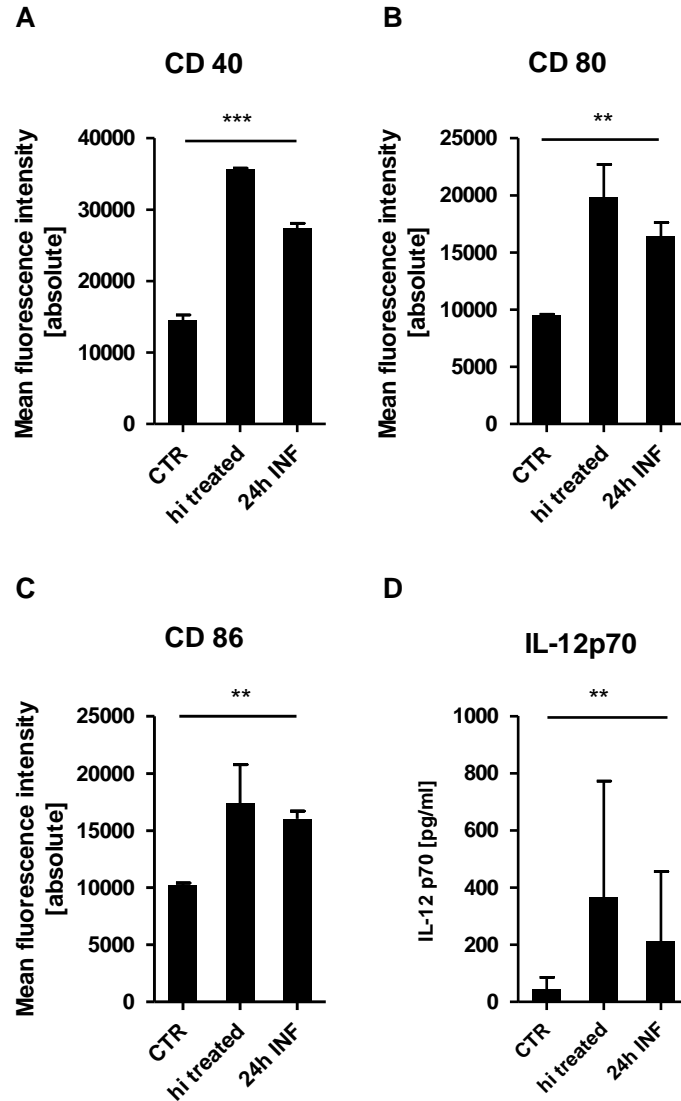 A
CD 40
Mean fluorescence intensity
[absolute]
40000
30000
20000
10000
0
***
CTR
hi treated
24h INF
B
CD 80
Mean fluorescence intensity
[absolute]
25000
20000
15000
10000
5000
0
**
CTR
hi treated
24h INF
C
CD 86
Mean fluorescence intensity
[absolute]
25000
20000
15000
10000
5000
0
**
CTR
hi treated
24h INF
D
IL-12p70
IL-12 p70 [pg/ml]
1000
800
600
400
200
0
**
CTR
hi treated
24h INF